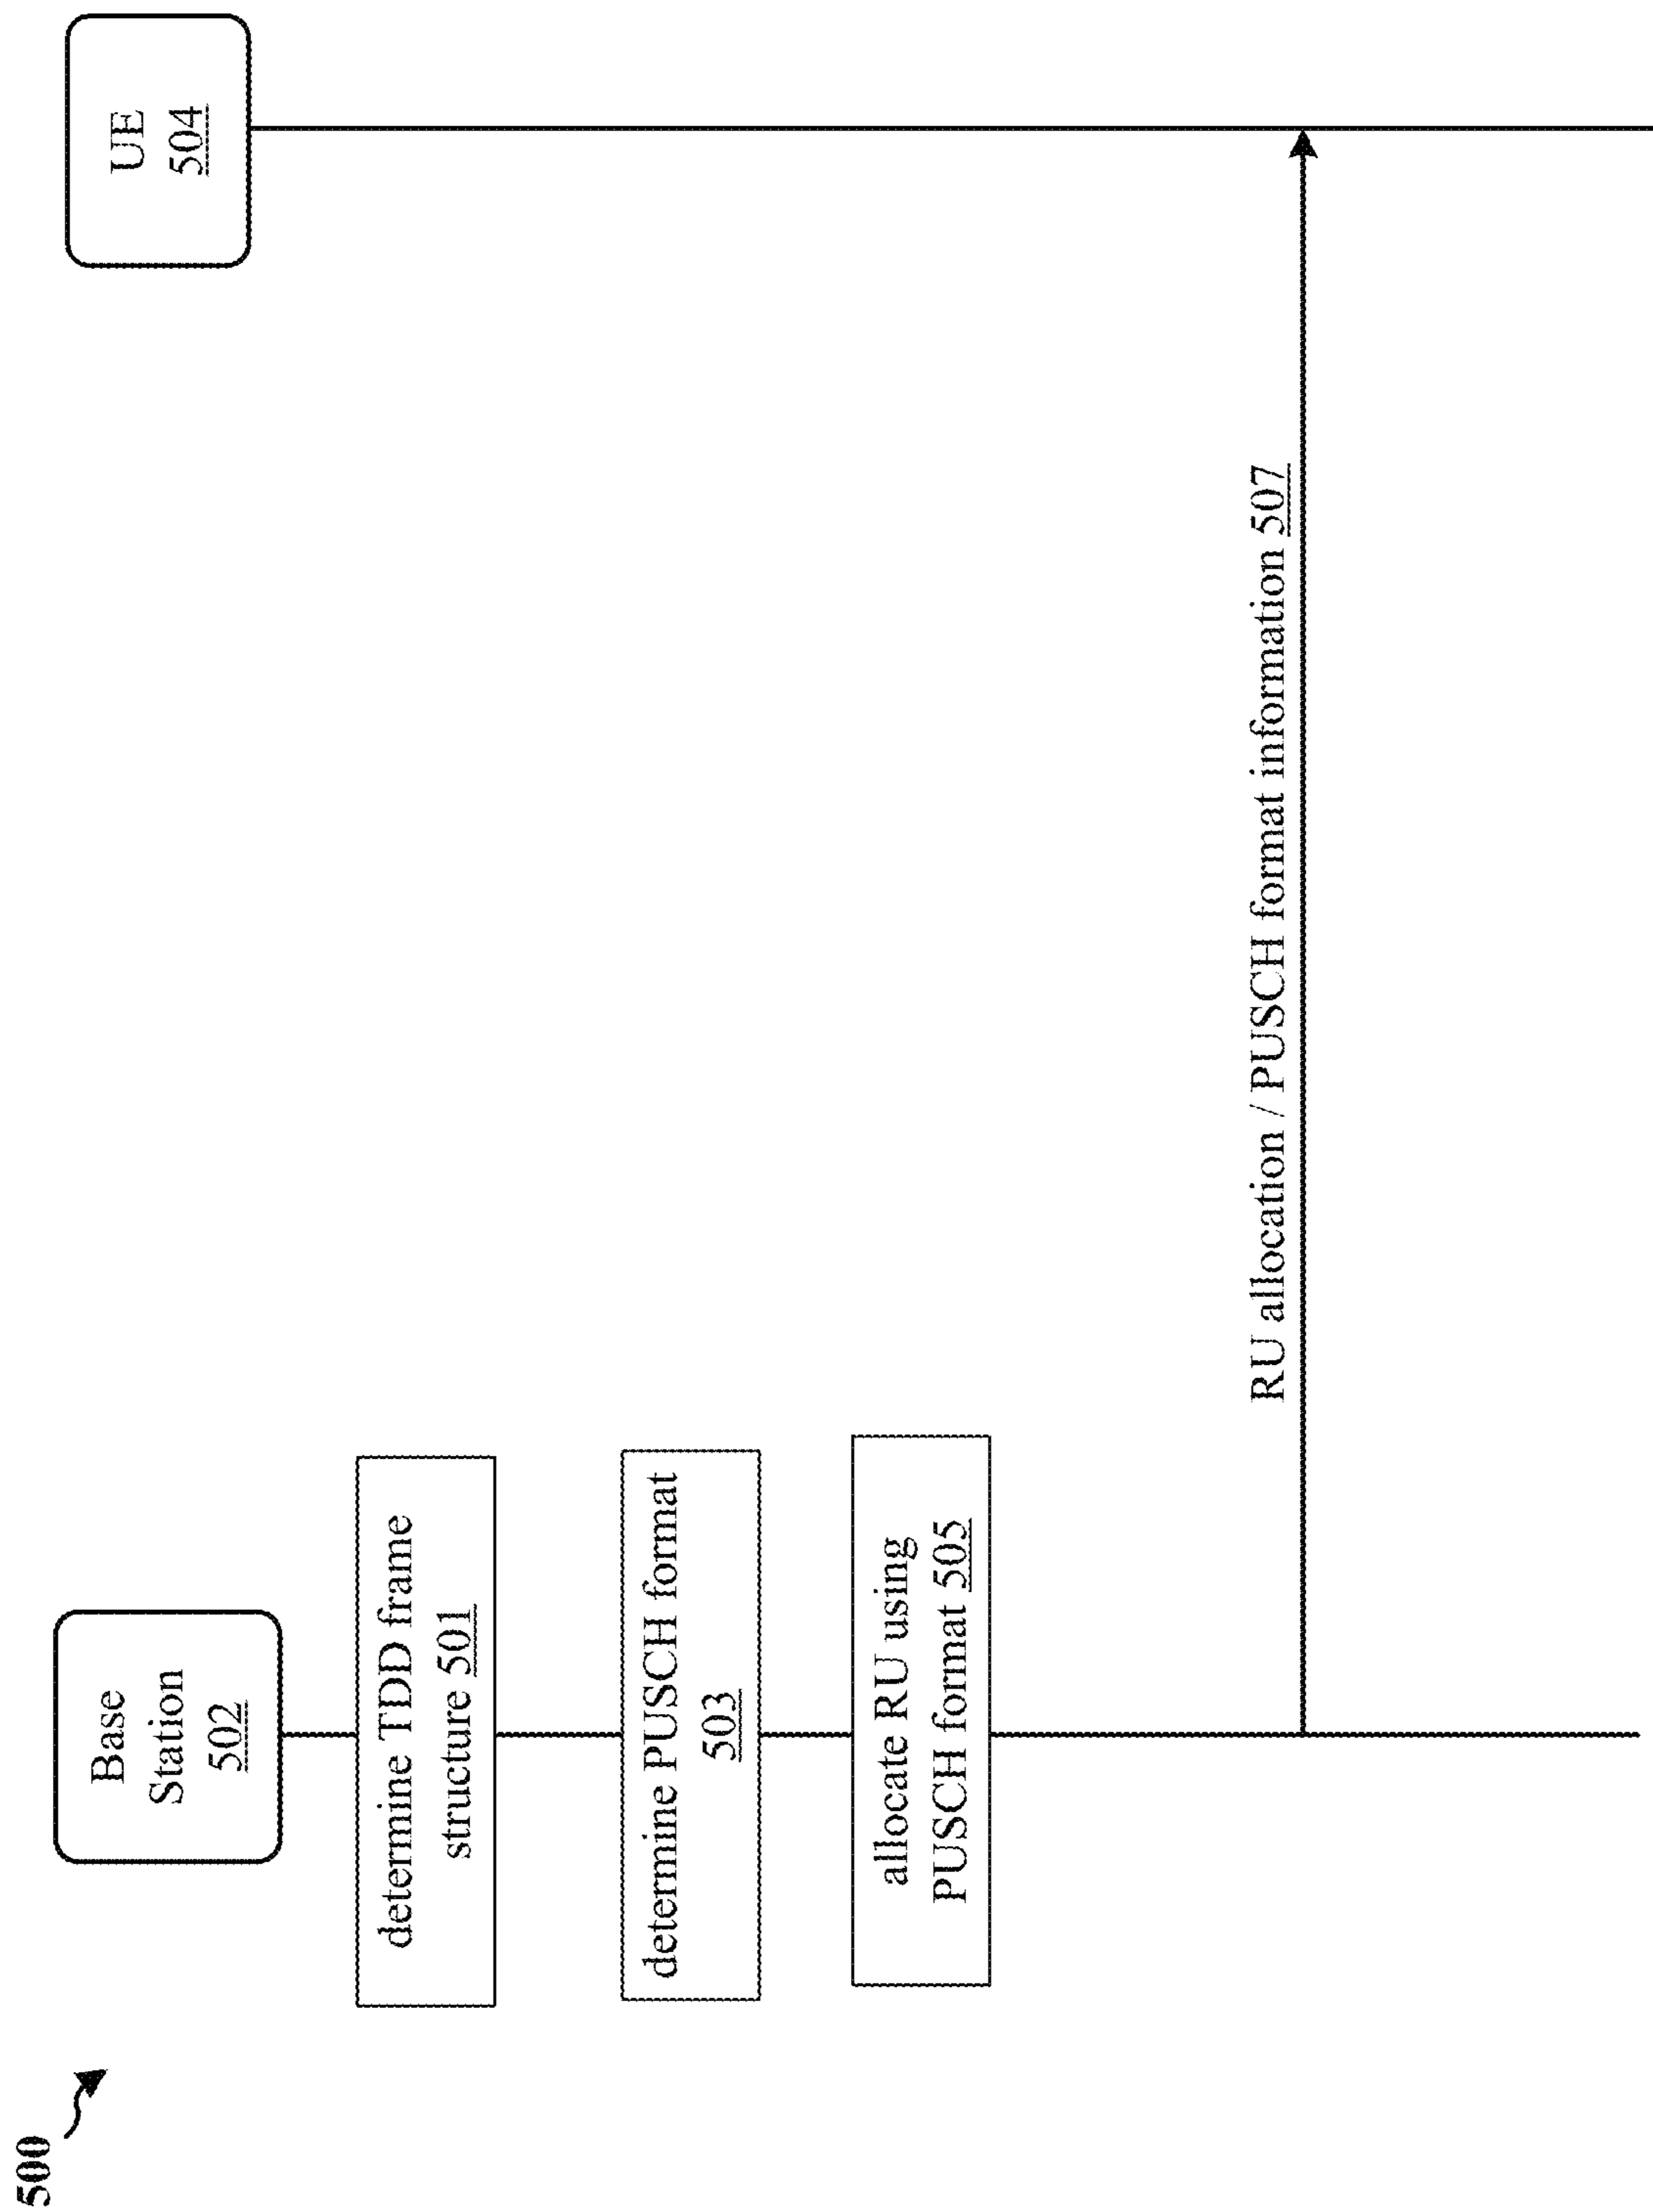 500
Base
Station
502
UE
504
determine TDD frame
structure 501
determine PUSCH format
503
allocate RU using
PUSCH format 505
RU allocation / PUSCH format information 507